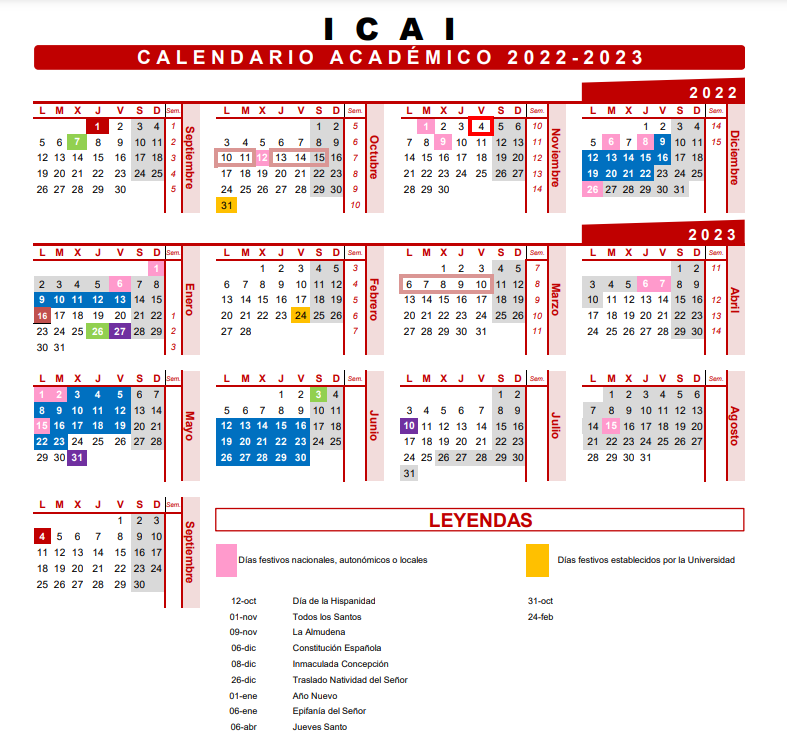 I C A I
CALENDARIO ACADÉMICO 2022-2023
2022
L M X J V S D Sem.
Septiembre
1 2 3 4 1
5 6 7 8 9 10 11 2
12 13 14 15 16 17 18 3
19 20 21 22 23 24 25 4
26 27 28 29 30 5
L M X J V S D Sem.
Octubre
1 2 5
3 4 5 6 7 8 9 6
10 11 12 13 14 15 16 7
17 18 19 20 21 22 23 8
24 25 26 27 28 29 30 9
31 10
L M X J V S D Sem.
Noviembre
1 2 3 4 5 6 10
7 8 9 10 11 12 13 11
14 15 16 17 18 19 20 12
21 22 23 24 25 26 27 13
28 29 30 14
L M X J V S D Sem.
Diciembre
1 2 3 4 14
5 6 7 8 9 10 11 15
12 13 14 15 16 17 18
19 20 21 22 23 24 25
26 27 28 29 30 31
2023
L M X J V S D Sem.
Enero
1
2 3 4 5 6 7 8
9 10 11 12 13 14 15
16 17 18 19 20 21 22 1
23 24 25 26 27 28 29 2
30 31 3
L M X J V S D Sem.
Febrero
1 2 3 4 5 3
6 7 8 9 10 11 12 4
13 14 15 16 17 18 19 5
20 21 22 23 24 25 26 6
27 28 7
L M X J V S D Sem.
Marzo
1 2 3 4 5 7
6 7 8 9 10 11 12 8
13 14 15 16 17 18 19 9
20 21 22 23 24 25 26 10
27 28 29 30 31 11
L M X J V S D Sem.
Abril
1 2 11
3 4 5 6 7 8 9
10 11 12 13 14 15 16 12
17 18 19 20 21 22 23 13
24 25 26 27 28 29 30 14
L M X J V S D Sem.
Mayo
1 2 3 4 5 6 7
8 9 10 11 12 13 14
15 16 17 18 19 20 21
22 23 24 25 26 27 28
29 30 31
L M X J V S D Sem.
Junio
1 2 3 4
5 6 7 8 9 10 11
12 13 14 15 16 17 18
19 20 21 22 23 24 25
26 27 28 29 30
L M X J V S D Sem.
Julio
1 2
3 4 5 6 7 8 9
10 11 12 13 14 15 16
17 18 19 20 21 22 23
24 25 26 27 28 29 30
31
L M X J V S D Sem.
Agosto
1 2 3 4 5 6
7 8 9 10 11 12 13
14 15 16 17 18 19 20
21 22 23 24 25 26 27
28 29 30 31
L M X J V S D Sem.
Septiembre
1 2 3
4 5 6 7 8 9 10
11 12 13 14 15 16 17
18 19 20 21 22 23 24
25 26 27 28 29 30
LEYENDAS
Días festivos nacionales, autonómicos o locales
12-oct Día de la Hispanidad
01-nov Todos los Santos
09-nov La Almudena
06-dic Constitución Española
08-dic Inmaculada Concepción
26-dic Traslado Natividad del Señor
01-ene Año Nuevo
06-ene Epifanía del Señor
06-abr Jueves Santo
Días festivos establecidos por la Universidad
31-oct
24-feb